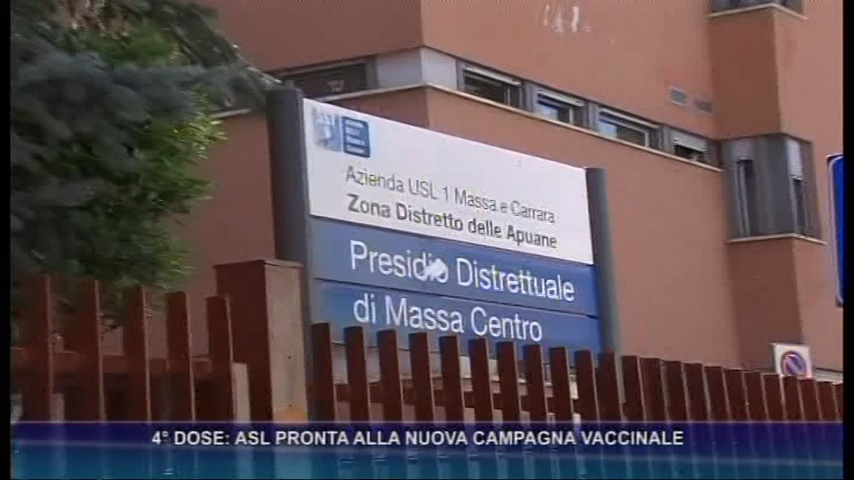 Azienda USL 1 Massa e Carrara
Zona Distretto delle Apuane
Presidio Distrettuale
di Massa Centro
4° DOSE: ASL PRONTA ALLA NUOVA CAMPAGNA VACCINALE